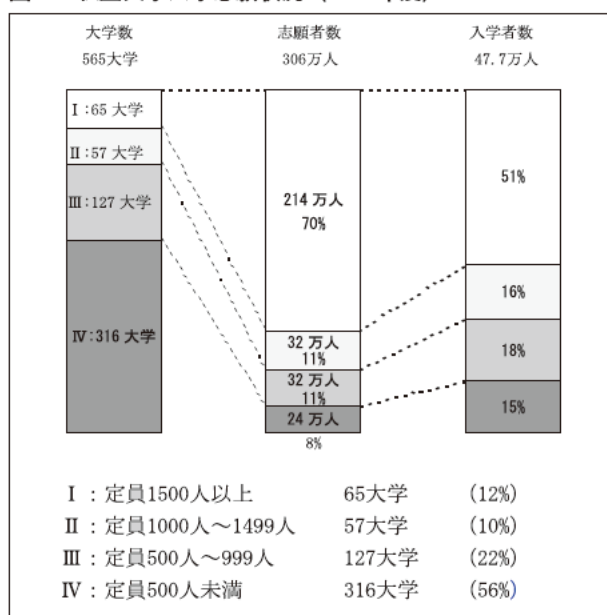 大学数 志願者数 入学者数
565大学 306万人 47.7万人
Ⅰ:65 大学
Ⅱ:57 大学
Ⅲ:127 大学
Ⅳ:316 大学
214 万人
70%
32 万人
11%
32 万人
11%
24 万人
8%
51%
16%
18%
15%
Ⅰ : 定員1500人以上 65大学 (12%)
Ⅱ : 定員1000人~1499人 57大学 (10%)
Ⅲ : 定員500人~999人 127大学 (22%)
Ⅳ : 定員500人未満 316大学 (56%)